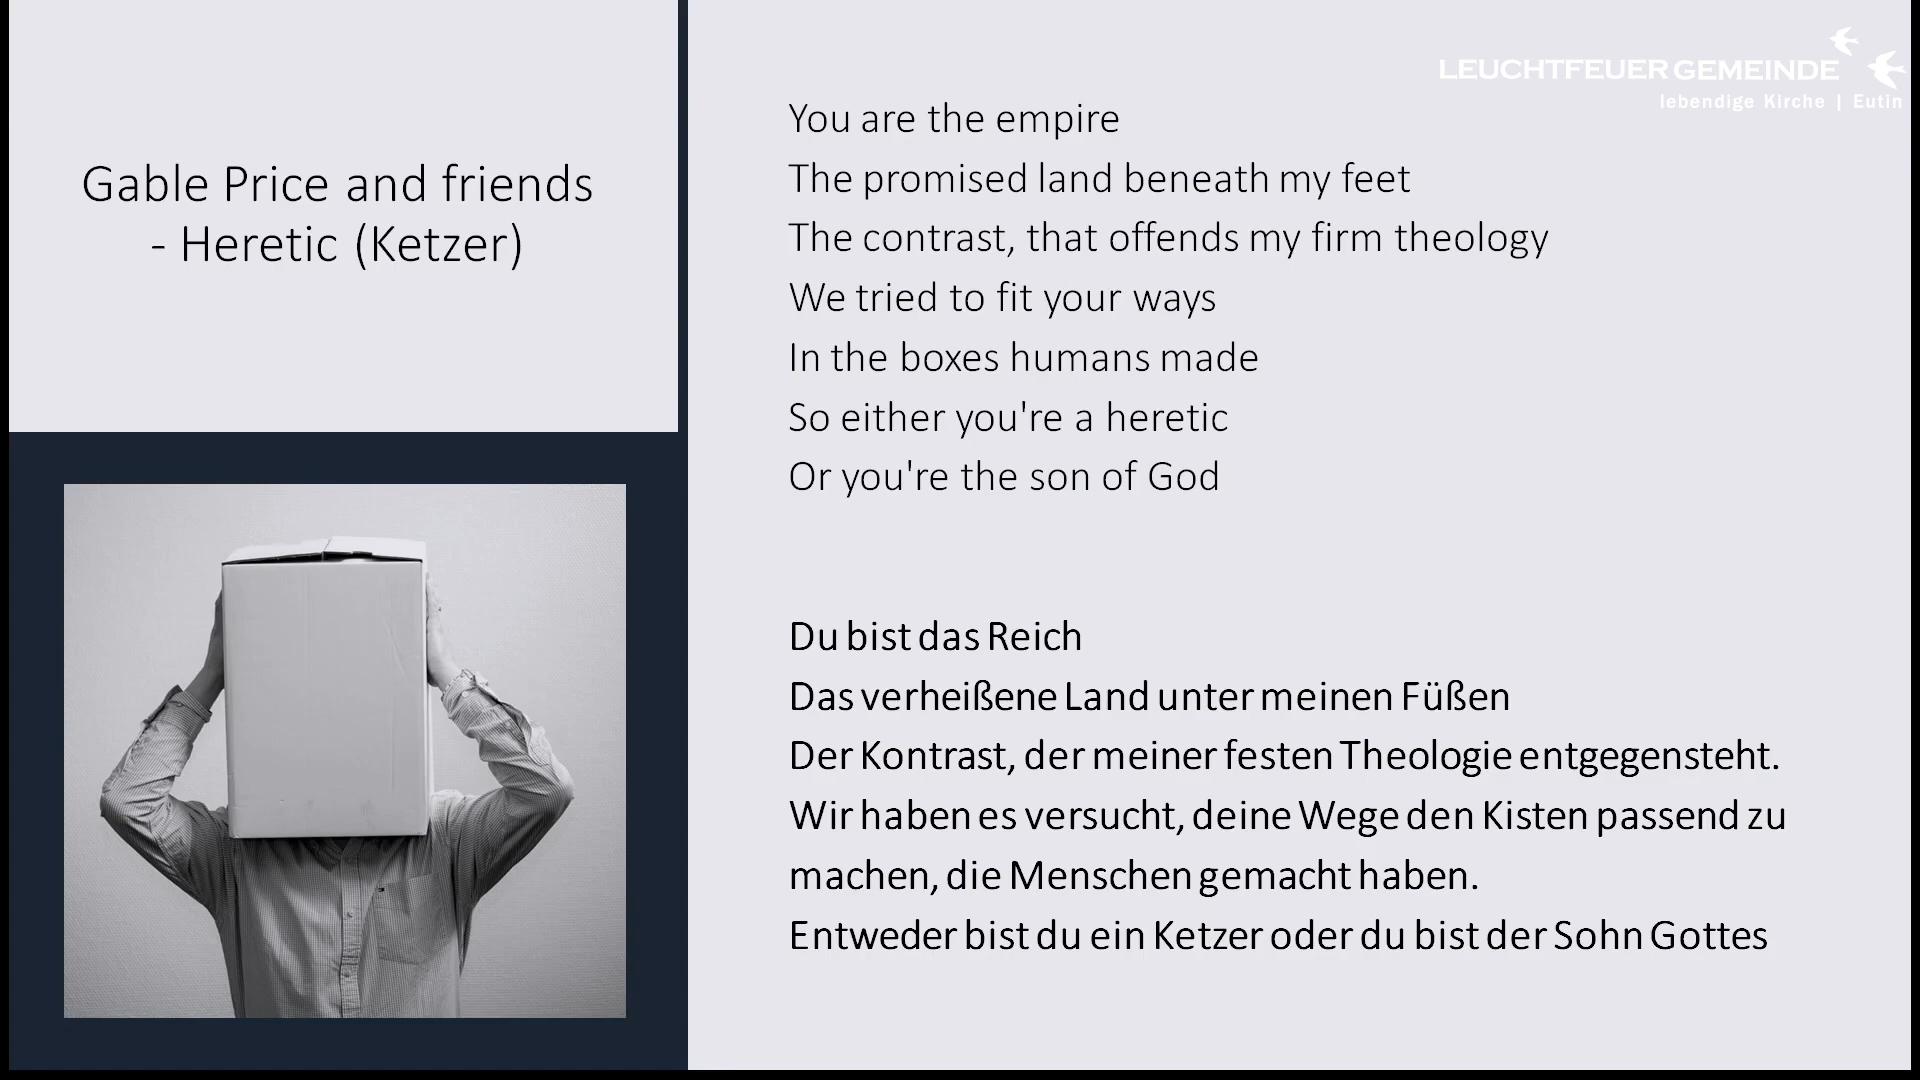 Gable Price and friends
- Heretic (Ketzer)
LEUCHTFEUER GEMEINDE
lebendige Kirche | Eutin
You are the empire
The promised land beneath my feet
The contrast, that offends my firm theology
We tried to fit your ways
In the boxes humans made
So either you're a heretic
Or you're the son of God
Du bist das Reich
Das verheißene Land unter meinen Füßen
Der Kontrast, der meiner festen Theologie entgegensteht.
Wir haben es versucht, deine Wege den Kisten passend zu
machen, die Menschen gemacht haben.
Entweder bist du ein Ketzer oder du bist der Sohn Gottes